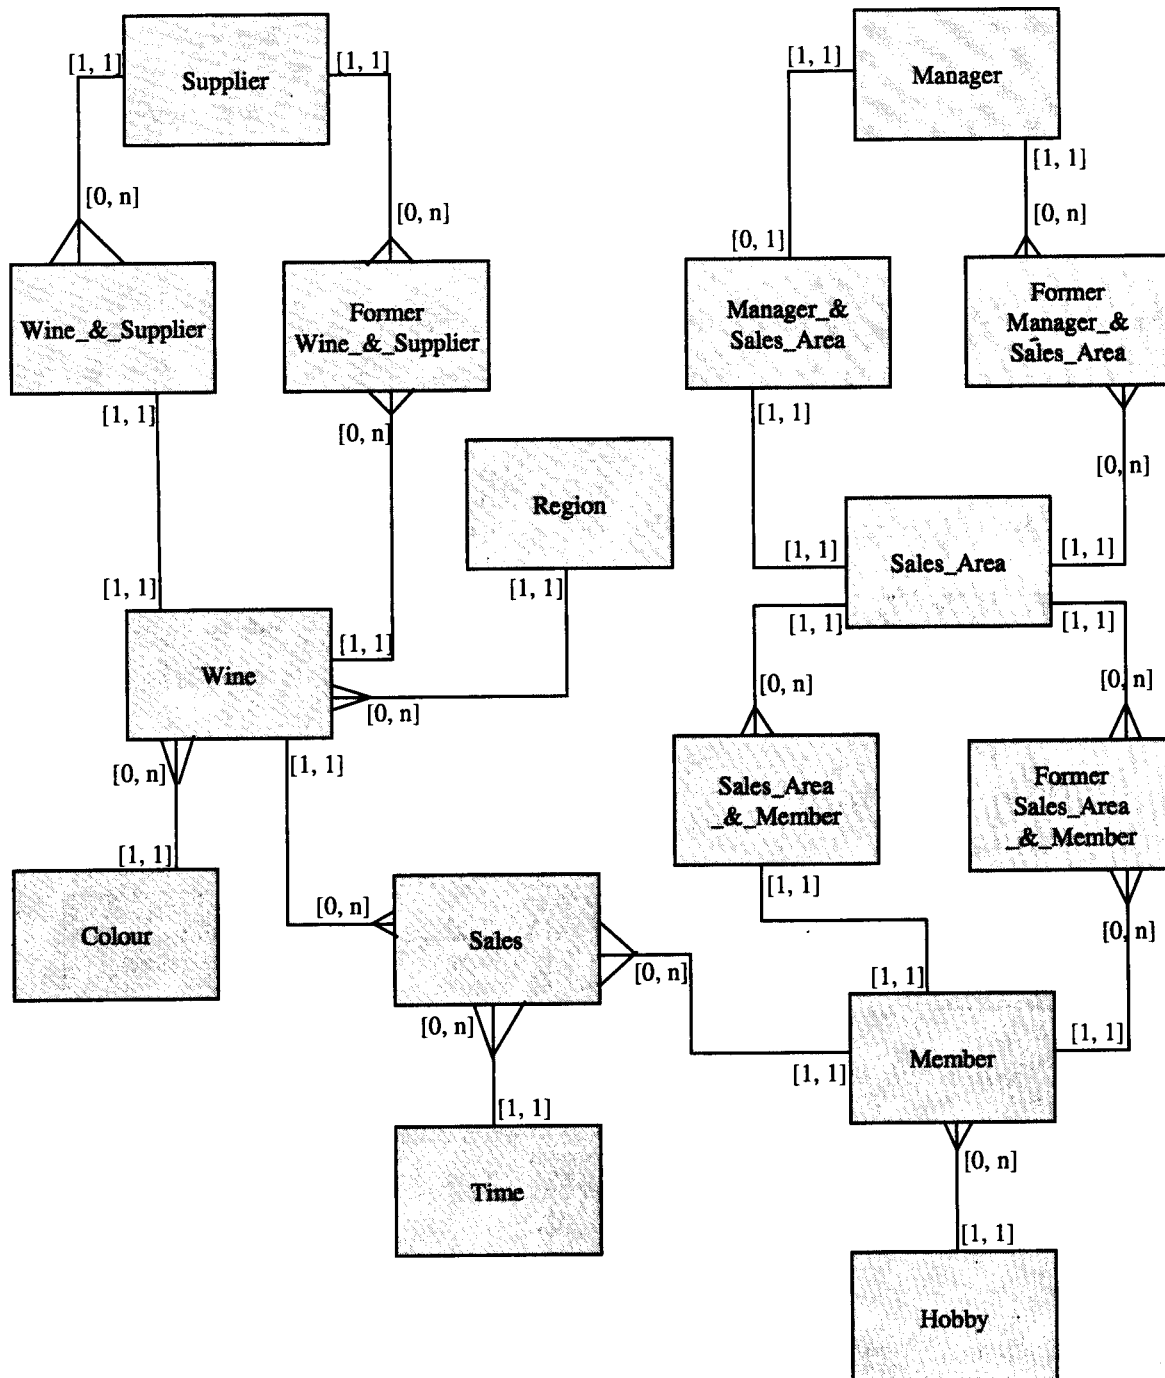 [1, 1]
Supplier
[1, 1]
[1, 1]
Manager
[1, 1]
[0, n]
[0, n]
[0, 1]
[0, n]
Wine_&_Supplier
Former
Wine_&_Supplier
Manager_&
Sales_Area
Former
Manager_&
Sales_Area
[1, 1]
[0, n]
[1, 1]
[0, n]
Region
[1, 1]
Sales_Area
[1, 1]
[1, 1]
[1, 1]
[1, 1]
[1, 1]
[1, 1]
Wine
[0, n]
[0, n]
[0, n]
[0, n]
[1, 1]
Sales_Area
_&_Member
Former
Sales_Area
_&_Member
[1, 1]
[1, 1]
Colour
[0, n]
Sales
[0, n]
[0, n]
[1, 1]
[0, n]
[1, 1]
Member
[1, 1]
[1, 1]
[1, 1]
Time
[0, n]
[1, 1]
Hobby